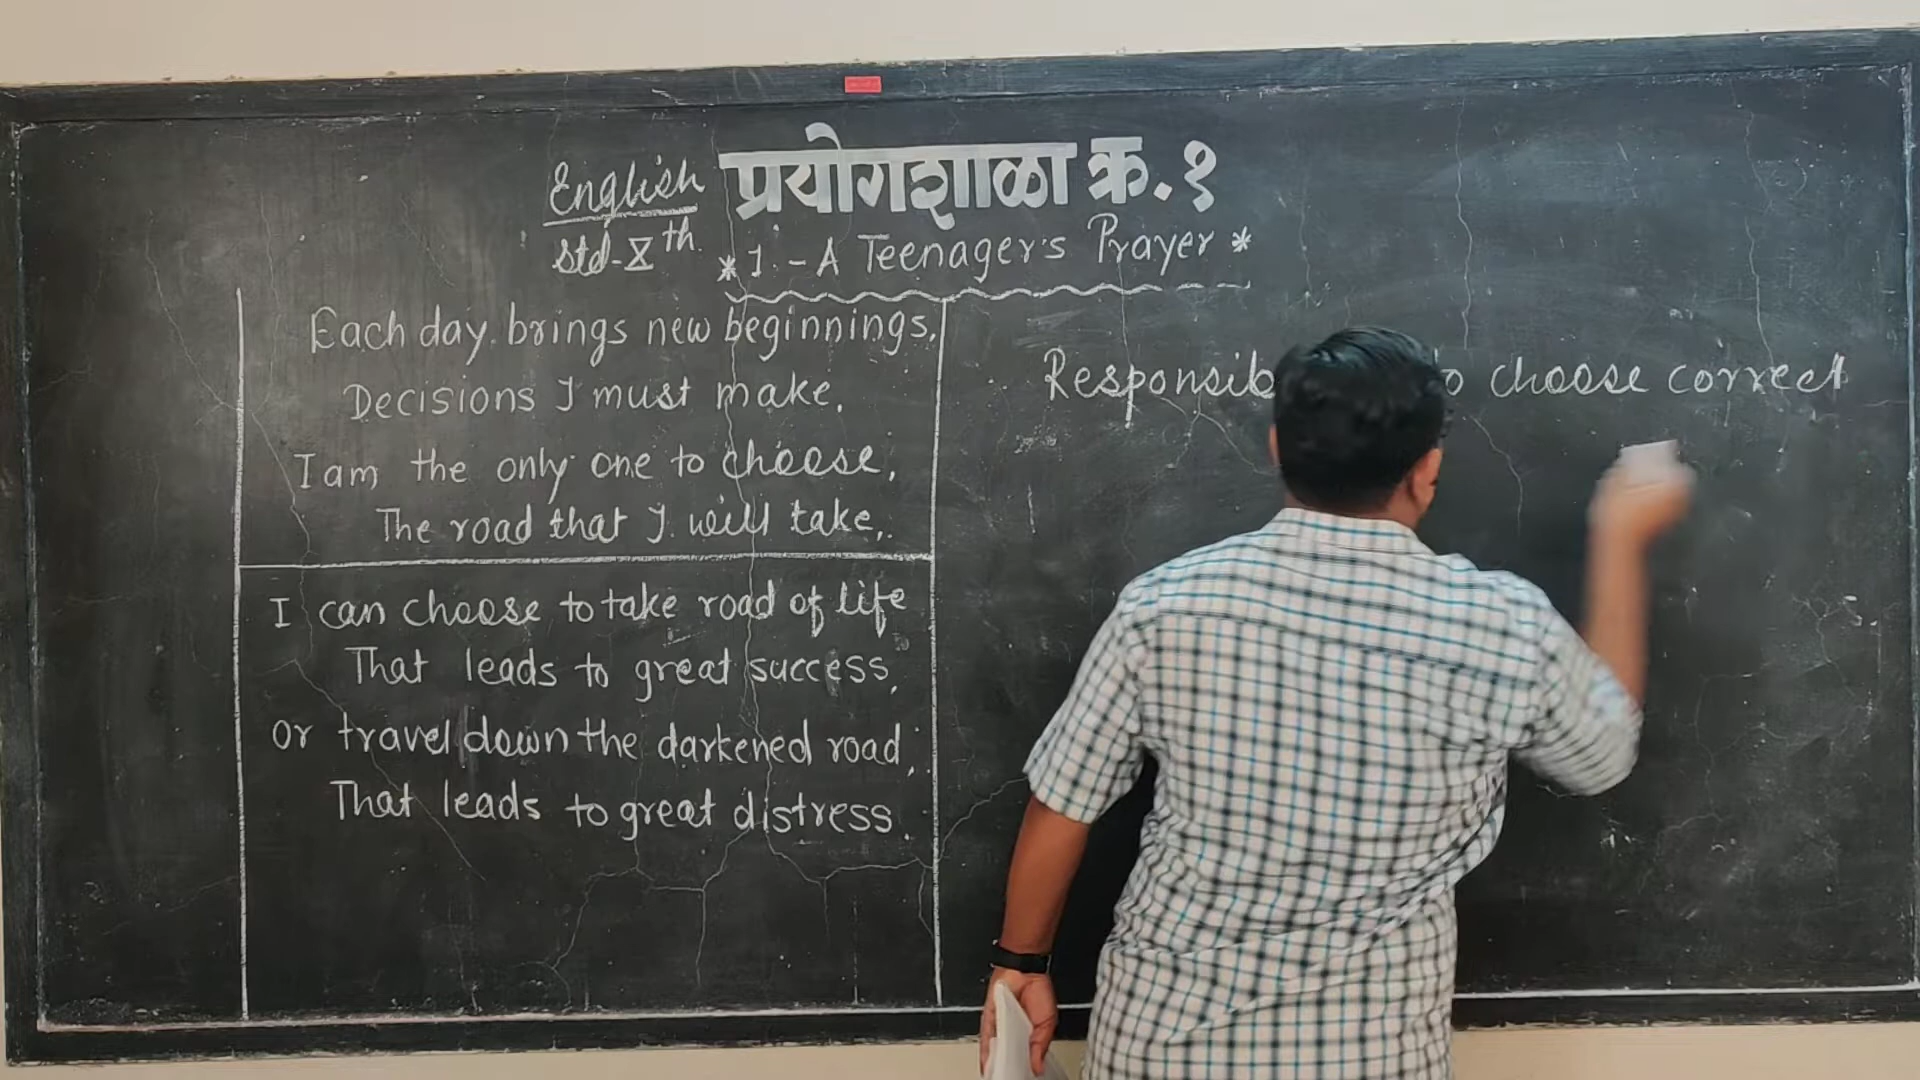 English प्रयोगशाळा क्र. १
Std-Xth
*1.-A Teenager's Prayer*
Each day brings new beginnings,
Decisions I must make,
I am the only one to choose,
The road that I will take,
I can choose to take road of life
That leads to great success,
or travel down the darkened road,
That leads to great distress.
choose correct